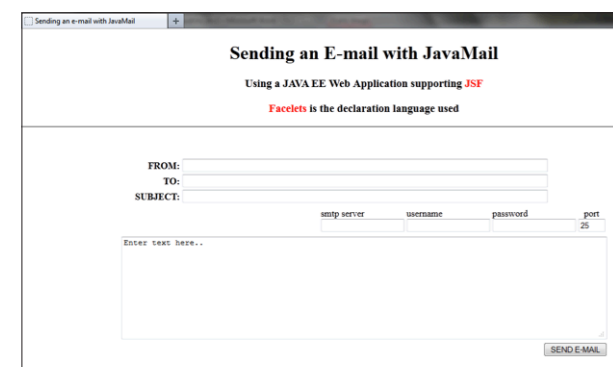 Sending an e-mail with JavaMail +
Sending an E-mail with JavaMail
Using a JAVA EE Web Application supporting JSF
Facelets is the declaration language used
FROM:
TO:
SUBJECT:
smtp server username password port
25
Enter text here..
SEND E-MAIL